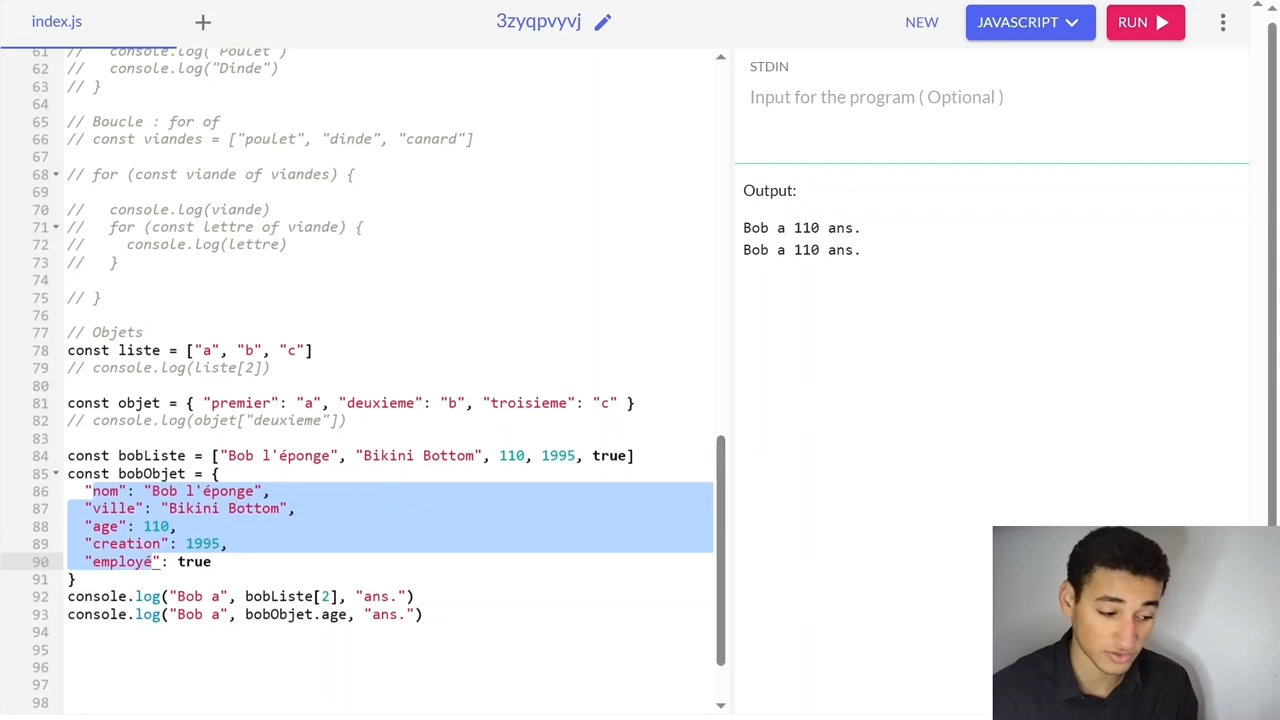 index.js
+
3zyqpvyvj
NEW
JAVASCRIPT
RUN
61 // console.log("Poulet")
62 // console.log("Dinde")
63 // }
64
65 // Boucle : for of
66 // const viandes = ["poulet", "dinde", "canard"]
67
68 // for (const viande of viandes) {
69
70 // console.log(viande)
71 // for (const lettre of viande) {
72 // console.log(lettre)
73 // }
74
75 // }
76
77 // Objets
78 const liste = ["a", "b", "c"]
79 // console.log(liste[2])
80
81 const objet = { "premier": "a", "deuxieme": "b", "troisieme": "c" }
82 // console.log(objet["deuxieme"])
83
84 const bobListe = ["Bob l'éponge", "Bikini Bottom", 110, 1995, true]
85 const bobObjet = {
86 "nom": "Bob l'éponge",
87 "ville": "Bikini Bottom",
88 "age": 110,
89 "creation": 1995,
90 "employé": true
91 }
92 console.log("Bob a", bobListe[2], "ans.")
93 console.log("Bob a", bobObjet.age, "ans.")
94
95
96
97
98
STDIN
Input for the program ( Optional )
Output:
Bob a 110 ans.
Bob a 110 ans.